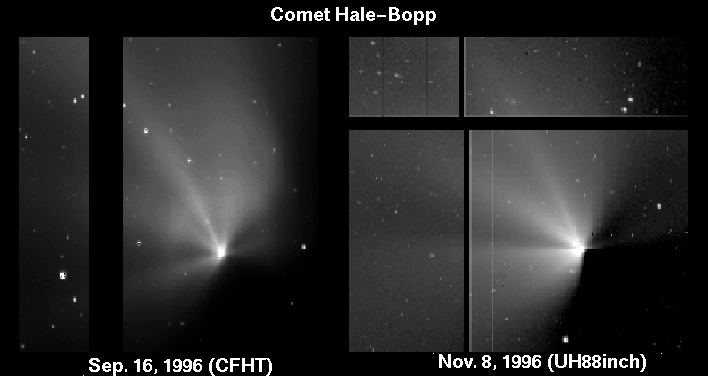 Comet Hale-Bopp
Sep. 16, 1996 (CFHT)
Nov. 8, 1996 (UH88inch)